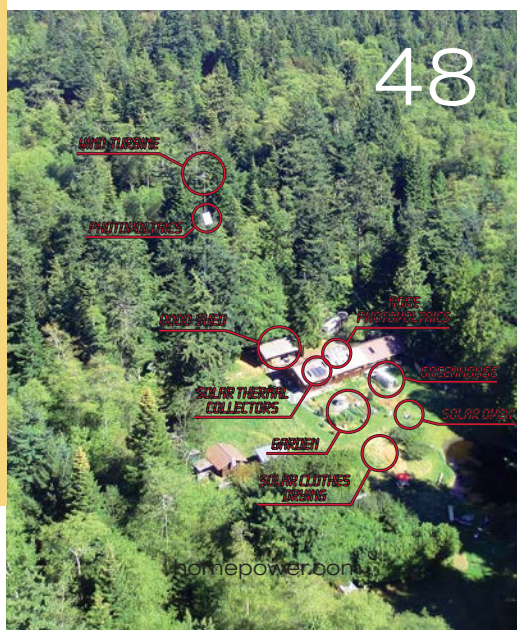 48
WIND TURBINE
PHOTOVOLTAICS
WOOD SHED
MORE
PHOTOVOLTAICS
SOLAR THERMAL
COLLECTORS
GREENHOUSE
SOLAR OVEN
GARDEN
SOLAR CLOTHES
DRYING
homepower.com